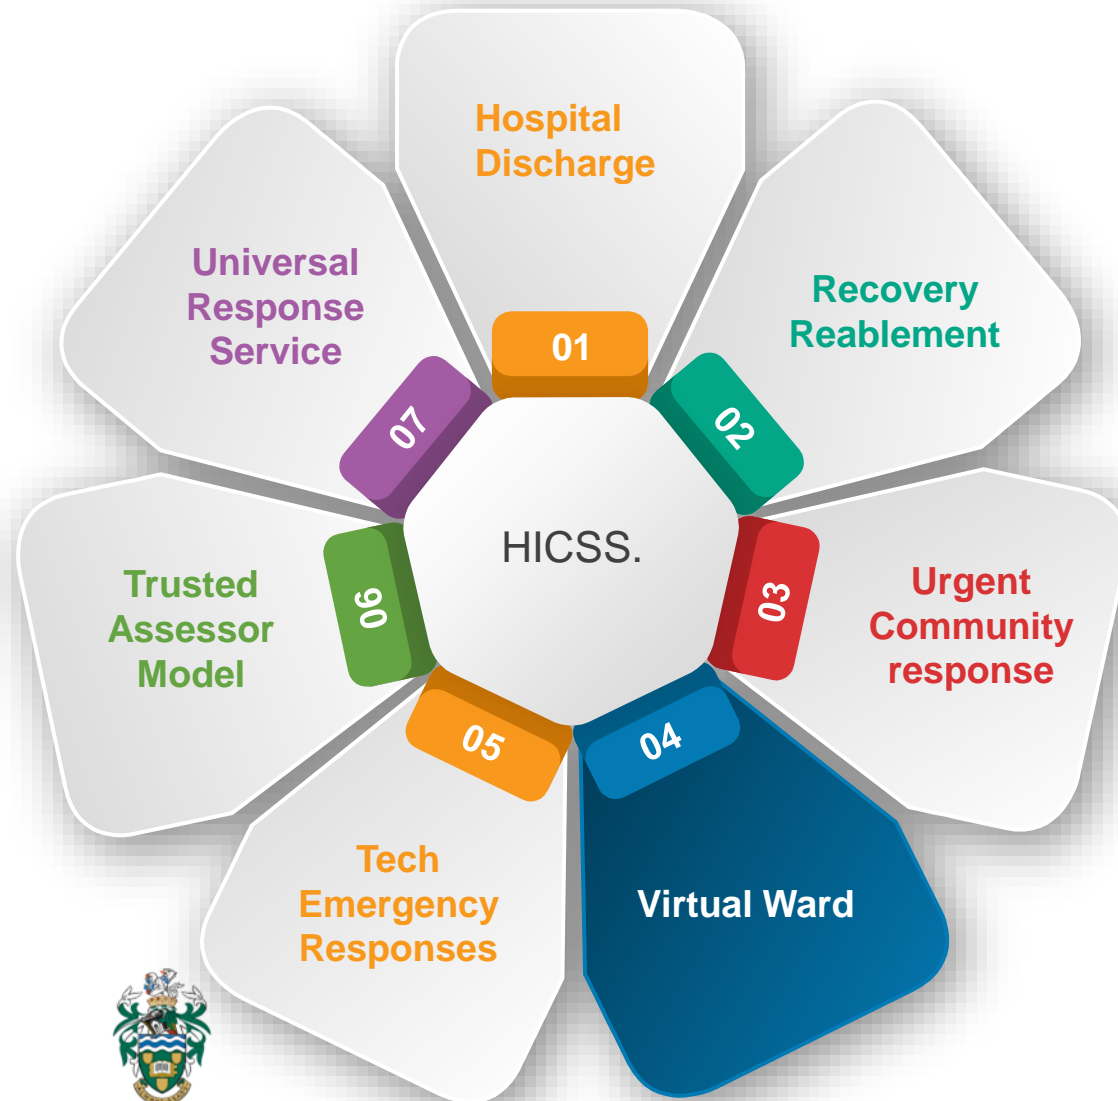 Hospital
Discharge
01
Recovery
Reablement
02
Urgent
Community
response
03
Virtual Ward
04
Tech
Emergency
Responses
05
Trusted
Assessor
Model
06
Universal
Response
Service
07
HICSS.